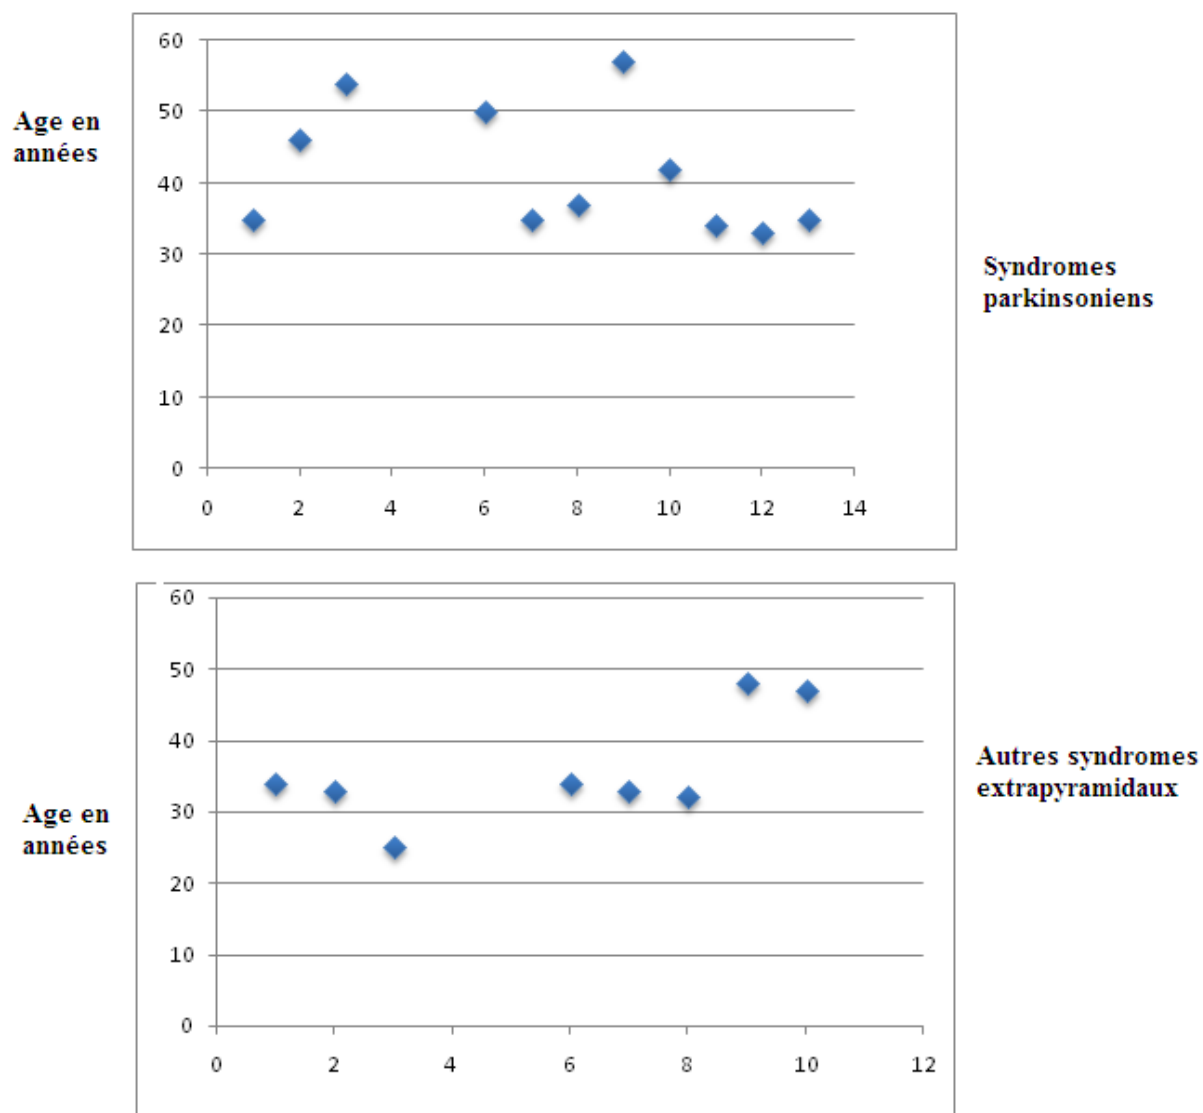 60
50
40
30
20
10
0
0 2 4 6 8 10 12 14
Age en
années
Syndromes
parkinsoniens
60
50
40
30
20
10
0
0 2 4 6 8 10 12
Age en
années
Autres syndromes
extrapyramidaux